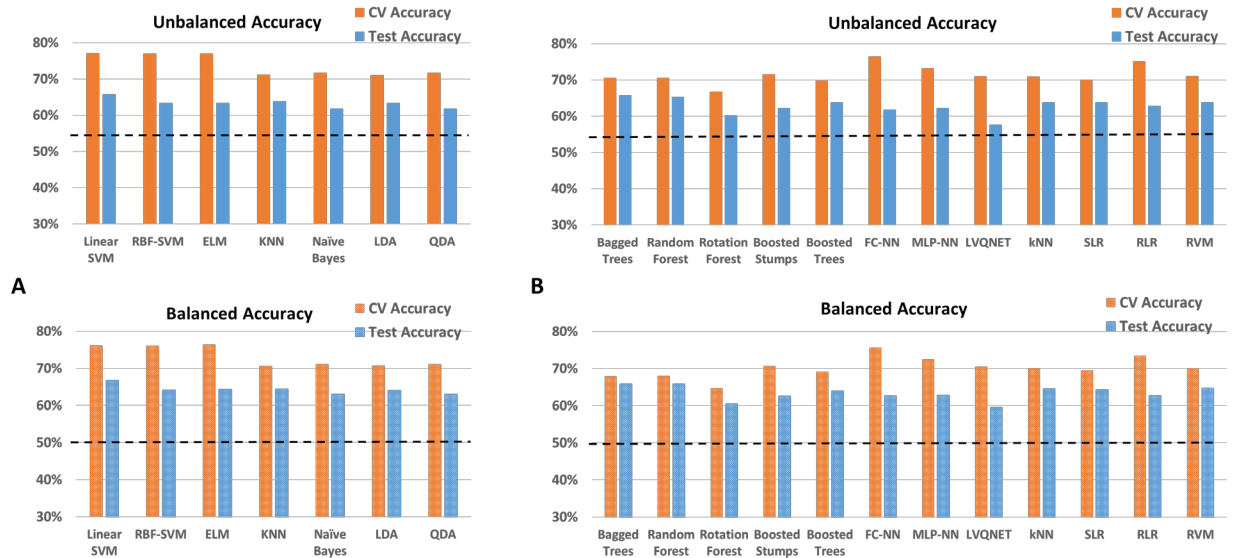 Unbalanced Accuracy
CV Accuracy
Test Accuracy
80%
70%
60%
50%
40%
30%
Linear SVM
RBF-SVM
ELM
KNN
Naïve Bayes
LDA
QDA
Unbalanced Accuracy
CV Accuracy
Test Accuracy
80%
70%
60%
50%
40%
30%
Bagged Trees
Random Forest
Rotation Forest
Boosted Stumps
Boosted Trees
FC-NN
MLP-NN
LVQNET
kNN
SLR
RLR
RVM
A
Balanced Accuracy
CV Accuracy
Test Accuracy
80%
70%
60%
50%
40%
30%
Linear SVM
RBF-SVM
ELM
KNN
Naïve Bayes
LDA
QDA
B
Balanced Accuracy
CV Accuracy
Test Accuracy
80%
70%
60%
50%
40%
30%
Bagged Trees
Random Forest
Rotation Forest
Boosted Stumps
Boosted Trees
FC-NN
MLP-NN
LVQNET
kNN
SLR
RLR
RVM